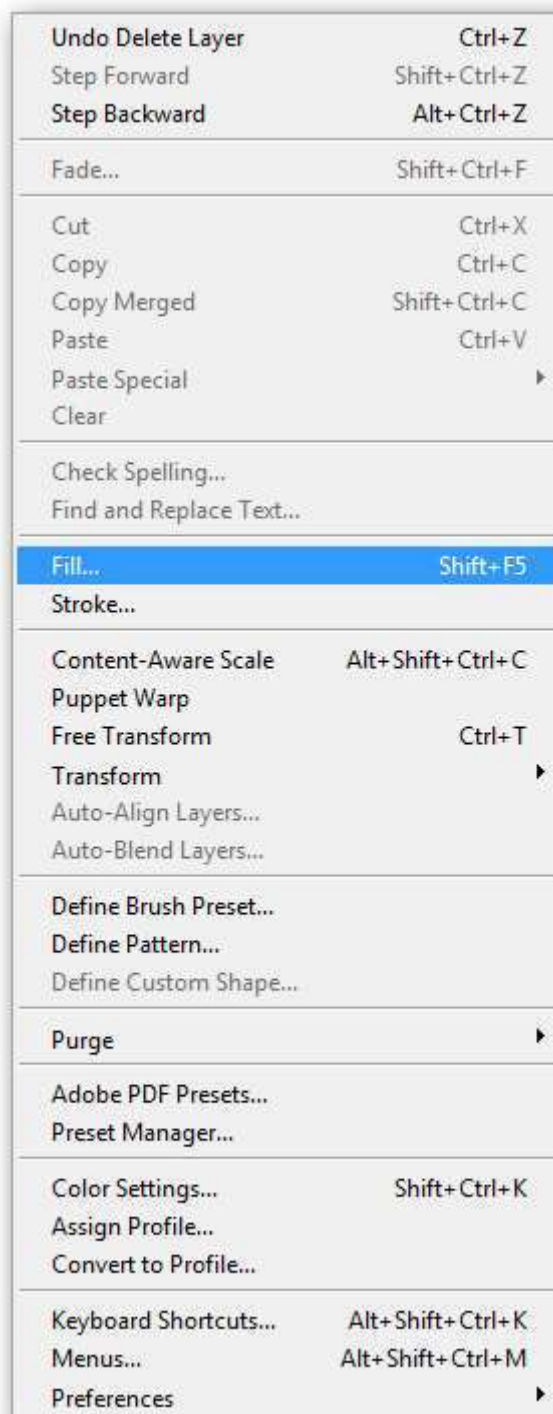 Undo Delete Layer Ctrl+Z
Step Forward Shift+Ctrl+Z
Step Backward Alt+Ctrl+Z
Fade... Shift+Ctrl+F
Cut Ctrl+X
Copy Ctrl+C
Copy Merged Shift+Ctrl+C
Paste Ctrl+V
Paste Special
Clear
Check Spelling...
Find and Replace Text...
Fill... Shift+F5
Stroke...
Content-Aware Scale Alt+Shift+Ctrl+C
Puppet Warp
Free Transform Ctrl+T
Transform
Auto-Align Layers...
Auto-Blend Layers...
Define Brush Preset...
Define Pattern...
Define Custom Shape...
Purge
Adobe PDF Presets...
Preset Manager...
Color Settings... Shift+Ctrl+K
Assign Profile...
Convert to Profile...
Keyboard Shortcuts... Alt+Shift+Ctrl+K
Menus... Alt+Shift+Ctrl+M
Preferences